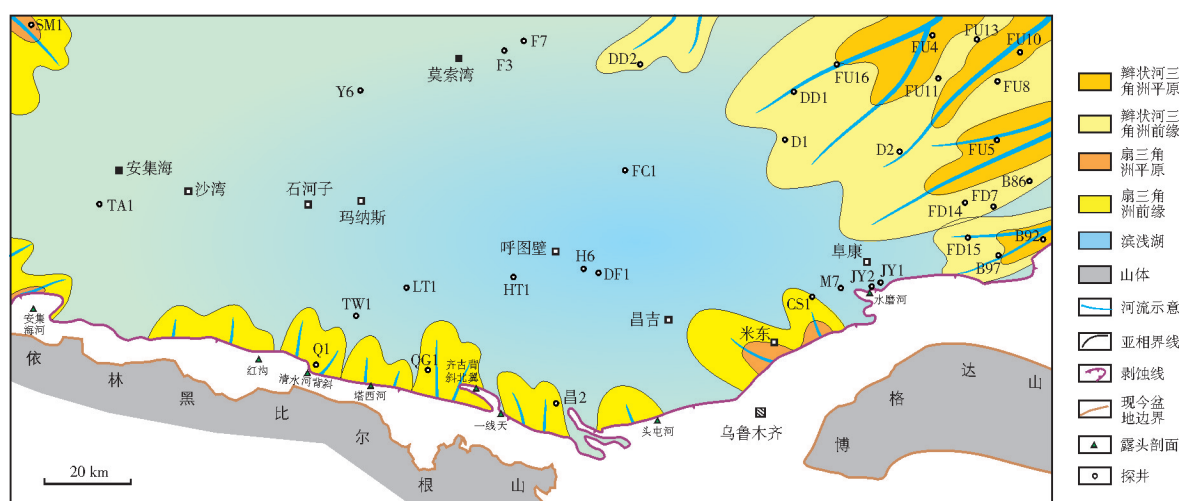 SM1
F7
F3
莫索湾
Y6
DD2
FU4
FU13
FU10
FU16
FU11
FU8
DD1
D1
D2
FU5
安集海
沙湾
石河子
玛纳斯
TA1
FC1
B86
FD14
FD7
呼图壁
H6
DF1
HT1
LT1
TW1
阜康
FD15
B92
B97
M7
JY2
JY1
水磨河
CS1
昌吉
米东
安集
海河
红沟
Q1
清水河背斜
塔西河
QG1
齐古背
斜北翼
一线天
昌2
头屯河
乌鲁木齐
依
林
黑
比
尔
根
山
博
格
达
山
20 km
辫状河三
角洲平原
辫状河三
角洲前缘
扇三角
洲平原
扇三角
洲前缘
滨浅湖
山体
河流示意
亚相界线
剥蚀线
现今盆
地边界
露头剖面
探井